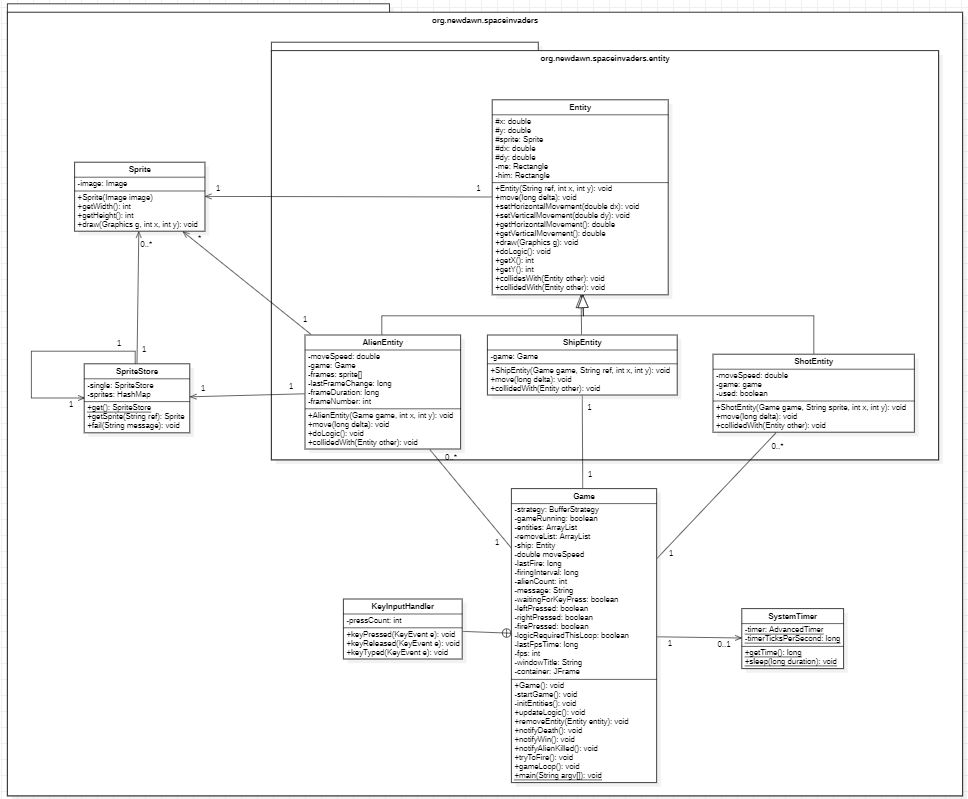 org.newdawn.spaceinvaders
org.newdawn.spaceinvaders.entity
Entity
#x: double
#y: double
#sprite: Sprite
#dx: double
#dy: double
-me: Rectangle
-him: Rectangle
+Entity(String ref, int x, int y): void
+move(long delta): void
+setHorizontalMovement(double dx): void
+setVerticalMovement(double dy): void
+getHorizontalMovement(): double
+getVerticalMovement(): double
+draw(Graphics g): void
+doLogic(): void
+getX(): int
+getY(): int
+collidesWith(Entity other): void
+collidedWith(Entity other): void
Sprite
-image: Image
+Sprite(Image image)
+getWidth(): int
+getHeight(): int
+draw(Graphics g, int x, int y): void
1
1
0..*
*
1
1
1
1
SpriteStore
-single: SpriteStore
-sprites: HashMap
+get(): SpriteStore
+getSprite(String ref): Sprite
+fail(String message): void
1
1
AlienEntity
-moveSpeed: double
-game: Game
-frames: sprite[]
-lastFrameChange: long
-frameDuration: long
-frameNumber: int
+AlienEntity(Game game, int x, int y): void
+move(long delta): void
+doLogic(): void
+collidedWith(Entity other): void
ShipEntity
-game: Game
+ShipEntity(Game game, String ref, int x, int y): void
+move(long delta): void
+collidedWith(Entity other): void
ShotEntity
-moveSpeed: double
-game: game
-used: boolean
+ShotEntity(Game game, String sprite, int x, int y): void
+move(long delta): void
+collidedWith(Entity other): void
1
0..*
0..*
1
1
1
Game
-strategy: BufferStrategy
-gameRunning: boolean
-entities: ArrayList
-removeList: ArrayList
-ship: Entity
-double moveSpeed
-lastFire: long
-firingInterval: long
-alienCount: int
-message: String
-waitingForKeyPress: boolean
-leftPressed: boolean
-rightPressed: boolean
-firePressed: boolean
-logicRequiredThisLoop: boolean
-lastFpsTime: long
-fps: int
-windowTitle: String
-container: JFrame
+Game(): void
-startGame(): void
-initEntities(): void
+updateLogic(): void
+removeEntity(Entity entity): void
+notifyDeath(): void
+notifyWin(): void
+notifyAlienKilled(): void
+tryToFire(): void
+gameLoop(): void
+main(String argv[]): void
KeyInputHandler
-pressCount: int
+keyPressed(KeyEvent e): void
+keyReleased(KeyEvent e): void
+keyTyped(KeyEvent e): void
1
0..1
SystemTimer
-timer: AdvancedTimer
-timerTicksPerSecond: long
+getTime(): long
+sleep(long duration): void